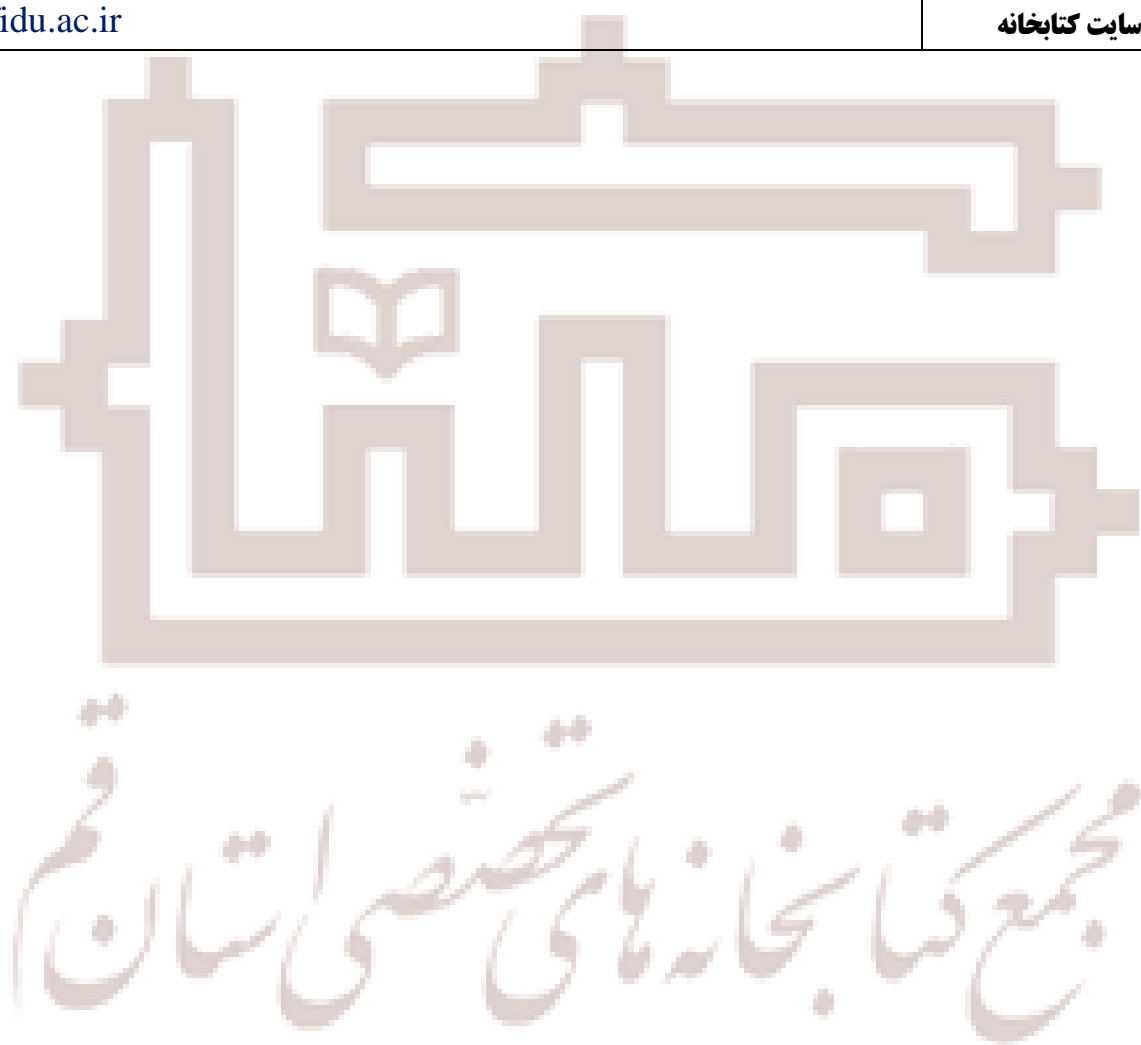 سایت کتابخانه idu.ac.ir
مجمع کتابخانه های تخصصی استان قم